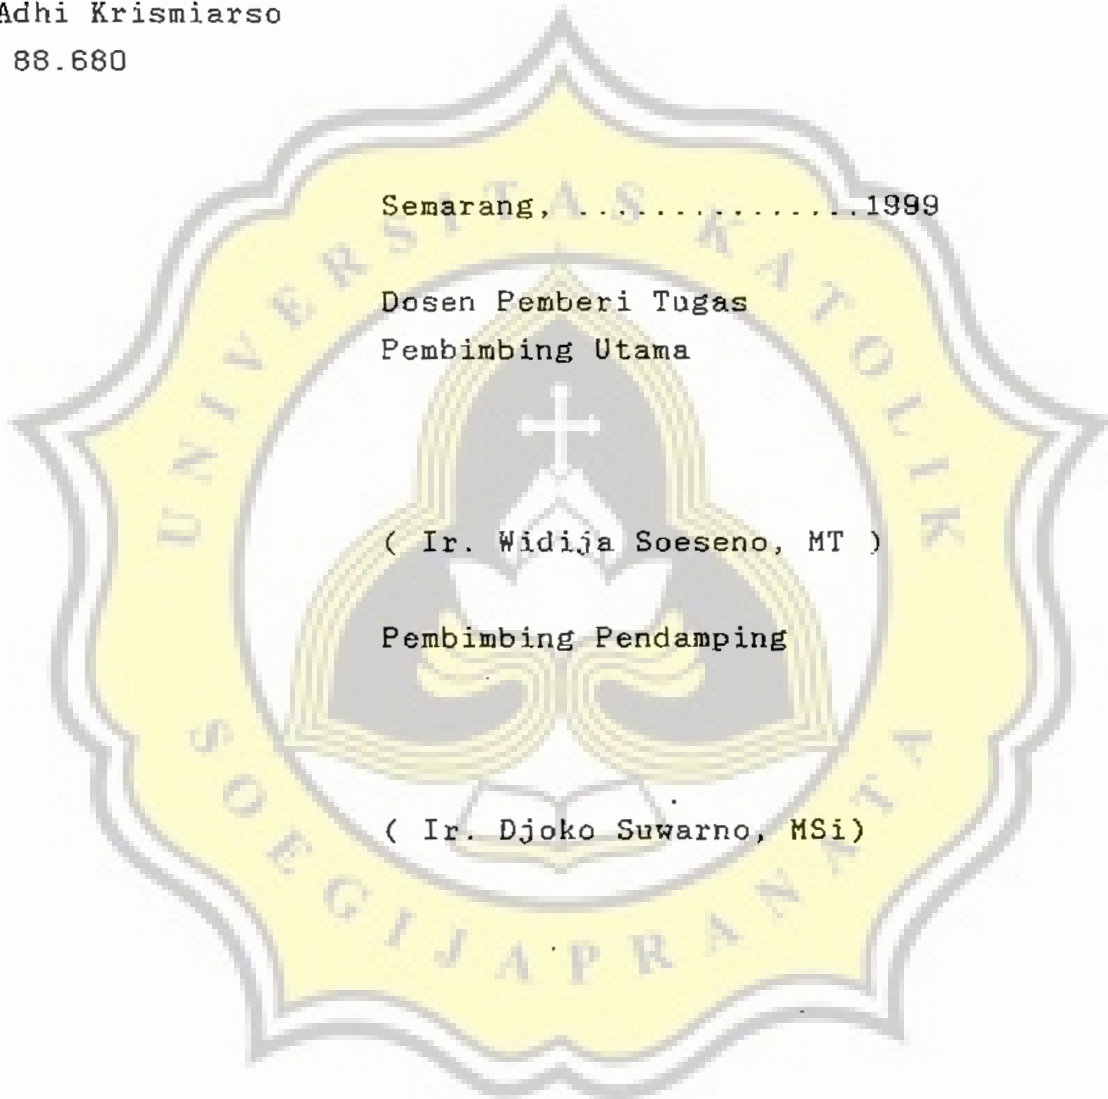 Adhi Krismiarso
88.680
Semarang, ...............1999
Dosen Pemberi Tugas
Pembimbing Utama
( Ir. Widija Soeseno, MT )
Pembimbing Pendamping
( Ir. Djoko Suwarno, MSi)
UNIVERSITAS KATOLIK
SOEGIJAPRANATA